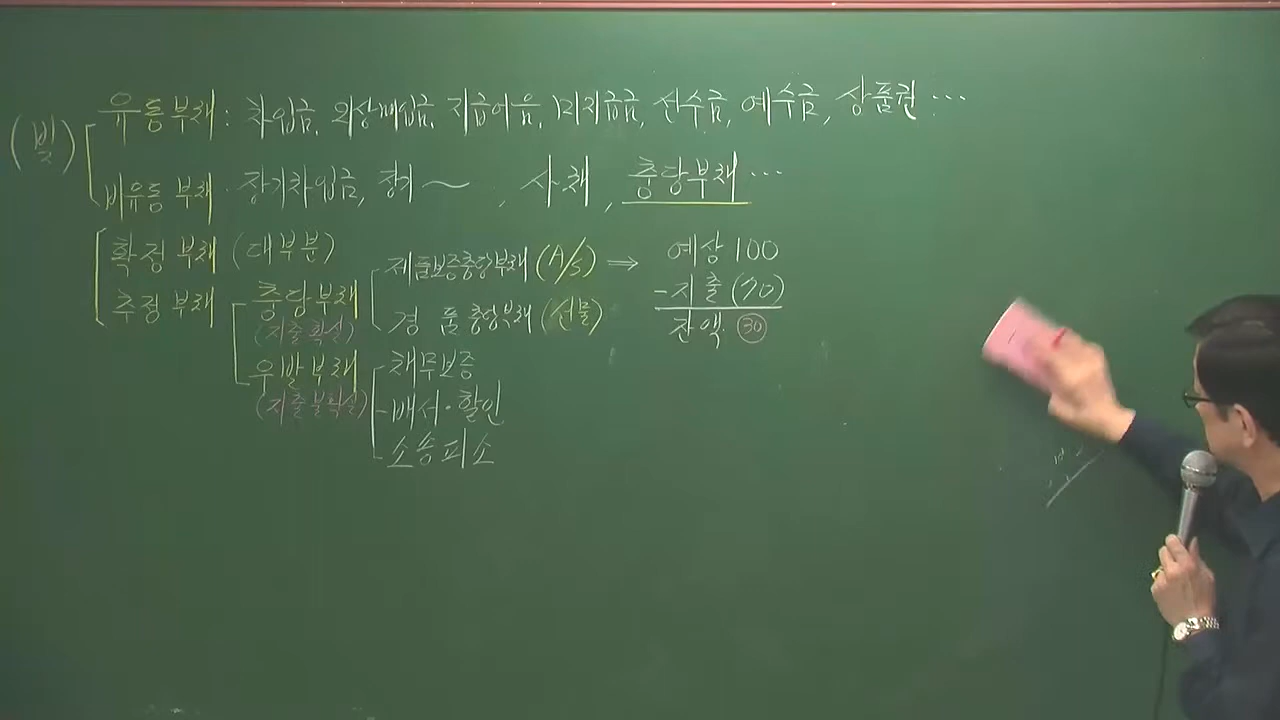 (빚)
유동부채: 차입금, 외상매입금, 지급어음, 미지급금, 선수금, 예수금, 상품권 …
비유동 부채 · 장기차입금, 장기 ～ , 사채, 충당부채 …
확정 부채 (대부분)
추정 부채
충당부채
(지출확실)
우발부채
(지출불확실)
제품보증충당부채 (A/S) ⇒
경 품 충당부채 (선물)
채무보증
배서·할인
소송피소
예상 100
-지출 (70)
잔액 30